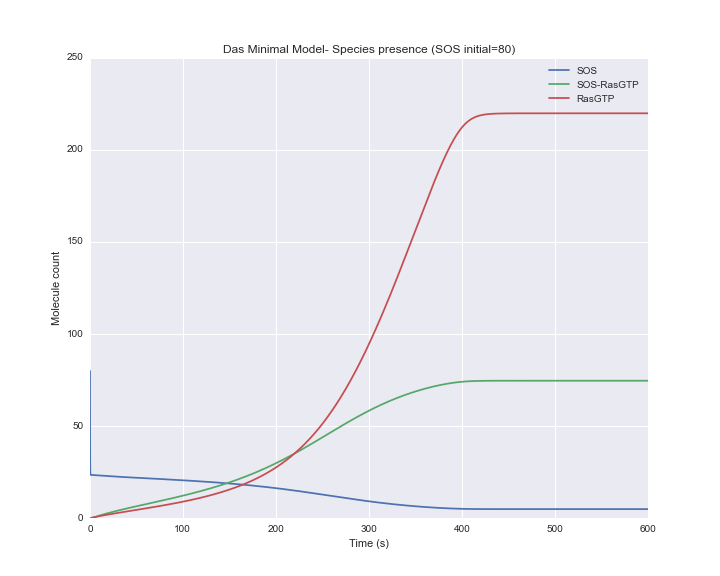 Das Minimal Model- Species presence (SOS initial=80)
250
200
150
100
50
0
Molecule count
SOS
SOS-RasGTP
RasGTP
0 100 200 300 400 500 600
Time (s)